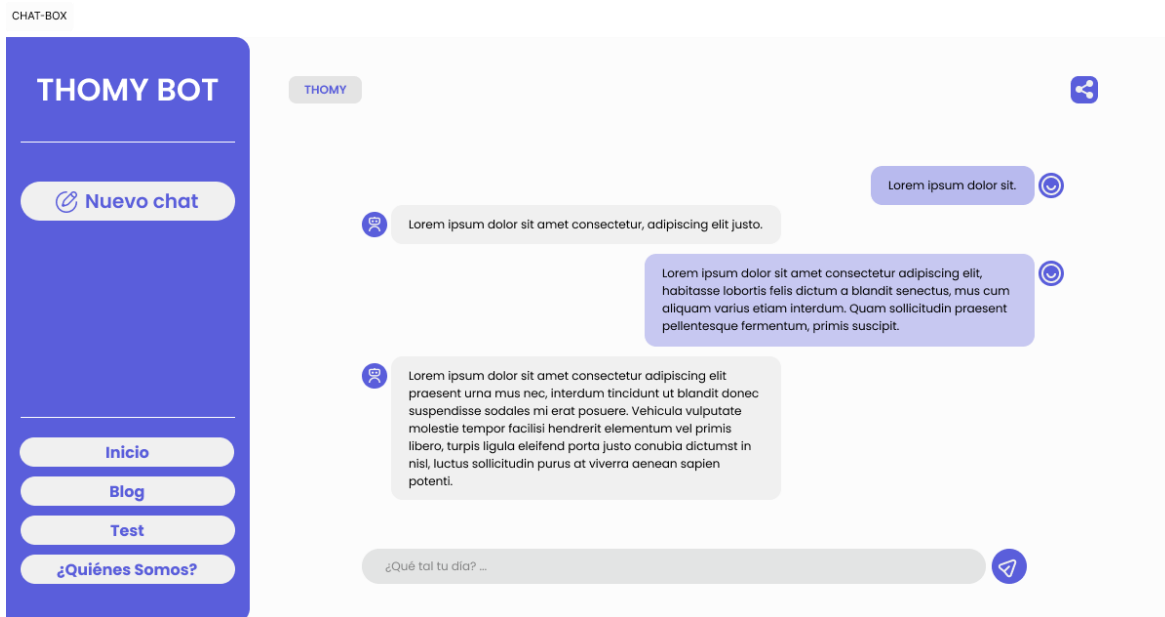 CHAT-BOX
THOMY BOT
Nuevo chat
Inicio
Blog
Test
¿Quiénes Somos?
THOMY
Lorem ipsum dolor sit.
Lorem ipsum dolor sit amet consectetur, adipiscing elit justo.
Lorem ipsum dolor sit amet consectetur adipiscing elit,
habitasse lobortis felis dictum a blandit senectus, mus cum
aliquam varius etiam interdum. Quam sollicitudin praesent
pellentesque fermentum, primis suscipit.
Lorem ipsum dolor sit amet consectetur adipiscing elit
praesent urna mus nec, interdum tincidunt ut blandit donec
suspendisse sodales mi erat posuere. Vehicula vulputate
molestie tempor facilisi hendrerit elementum vel primis
libero, turpis ligula eleifend porta justo conubia dictumst in
nisl, luctus sollicitudin purus at viverra aenean sapien
potenti.
¿Qué tal tu día? ...